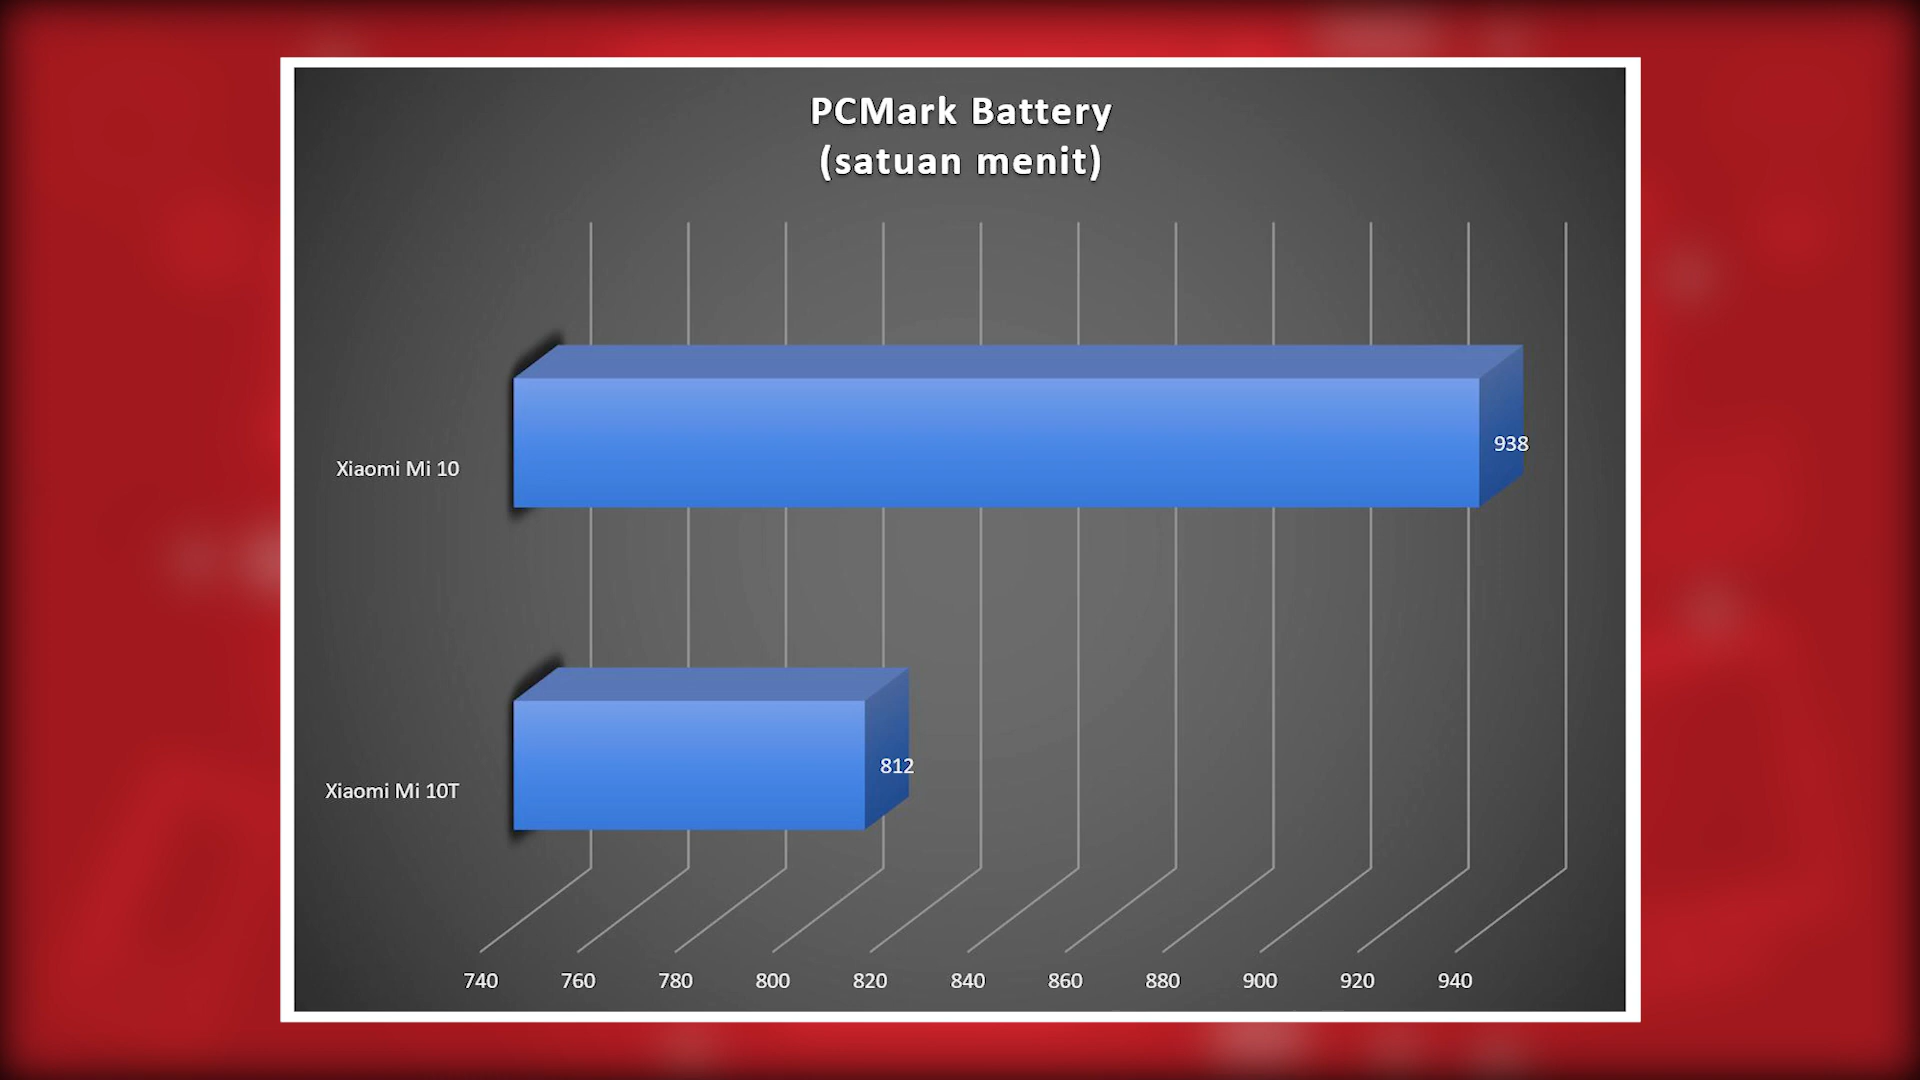 PCMark Battery
(satuan menit)
Xiaomi Mi 10
938
Xiaomi Mi 10T
812
740 760 780 800 820 840 860 880 900 920 940